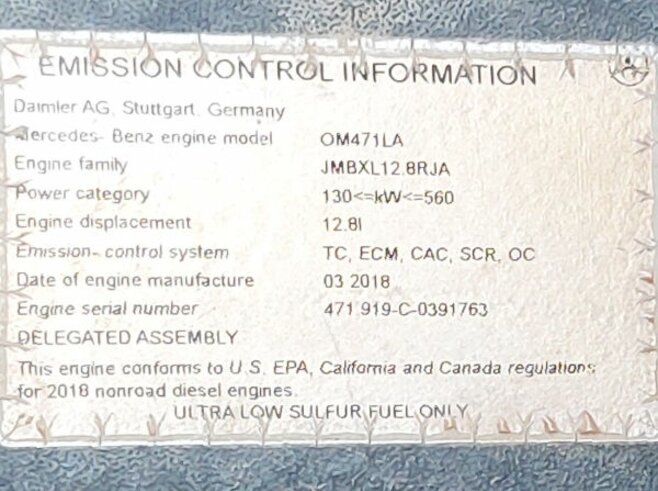 EMISSION CONTROL INFORMATION
Daimler AG, Stuttgart, Germany
Mercedes- Benz engine model OM471LA
Engine family JMBXL12.8RJA
Power category 130<=kW<=560
Engine displacement 12.8l
Emission- control system TC, ECM, CAC, SCR, OC
Date of engine manufacture 03 2018
Engine serial number 471 919-C-0391763
DELEGATED ASSEMBLY
This engine conforms to U.S. EPA, California and Canada regulations
for 2018 nonroad diesel engines.
ULTRA LOW SULFUR FUEL ONLY